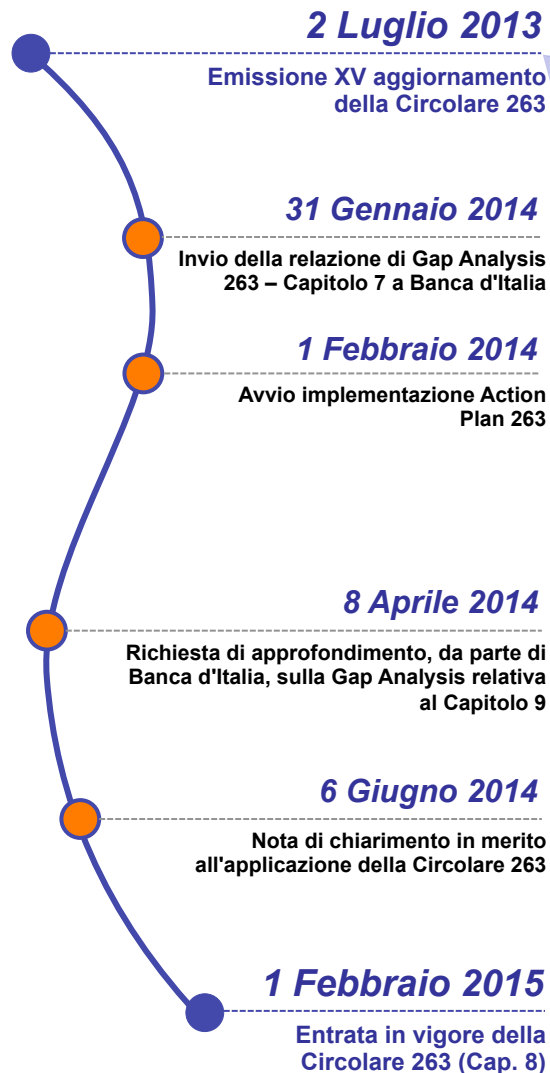 2 Luglio 2013
Emissione XV aggiornamento
della Circolare 263
31 Gennaio 2014
Invio della relazione di Gap Analysis
263 – Capitolo 7 a Banca d'Italia
1 Febbraio 2014
Avvio implementazione Action
Plan 263
8 Aprile 2014
Richiesta di approfondimento, da parte di
Banca d'Italia, sulla Gap Analysis relativa
al Capitolo 9
6 Giugno 2014
Nota di chiarimento in merito
all'applicazione della Circolare 263
1 Febbraio 2015
Entrata in vigore della
Circolare 263 (Cap. 8)